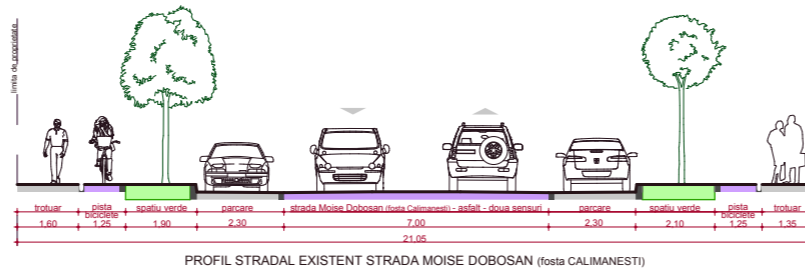 limita de proprietate
trotuar pista biciclete spatiu verde parcare strada Moise Dobosan (fosta Calimanesti) - asfalt - doua sensuri parcare spatiu verde pista biciclete trotuar
1,60 1,25 1,90 2,30 7,00 2,30 2,10 1,25 1,35
21,05
PROFIL STRADAL EXISTENT STRADA MOISE DOBOSAN (fosta CALIMANESTI)